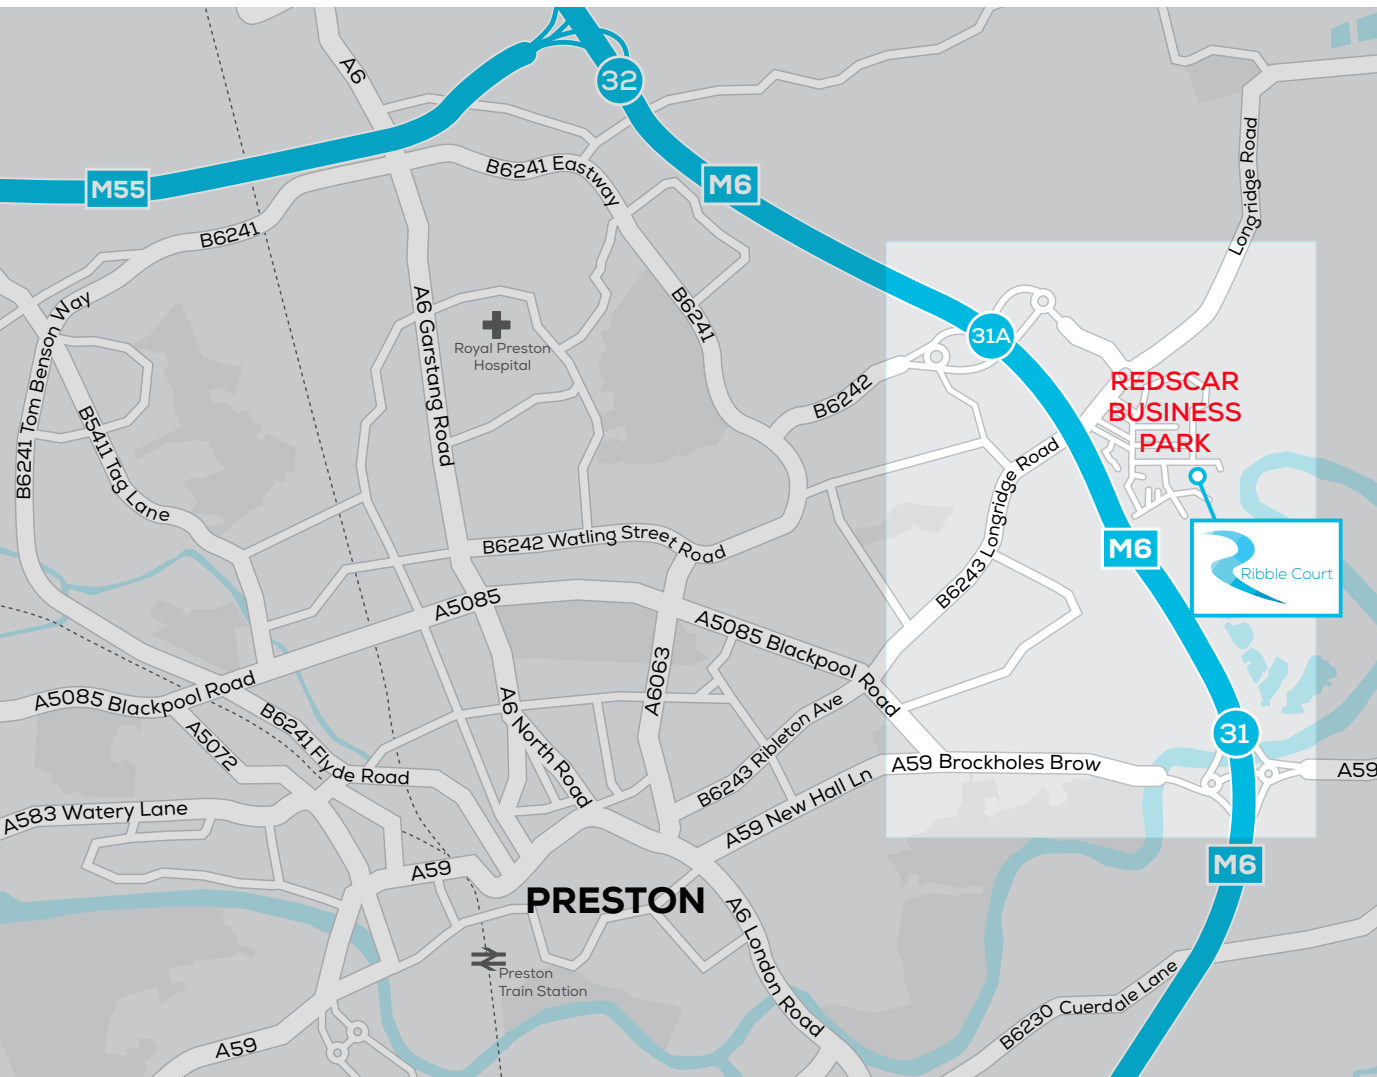 A6
32
M55
M6
B6241 Eastway
Longridge Road
B6241
B6241 Tom Benson Way
A6 Garstang Road
Royal Preston
Hospital
B6241
31A
B6242
REDSCAR
BUSINESS
PARK
B5411 Tag Lane
B6243 Longridge Road
B6242 Watling Street Road
M6
Ribble Court
A5085
A5085 Blackpool Road
A6063
A5085 Blackpool Road
A5072
B6241 Flyde Road
A6 North Road
B6243 Ribleton Ave
31
A59 Brockholes Brow
A59
A59 New Hall Ln
A583 Watery Lane
A59
PRESTON
M6
A6 London Road
Preston
Train Station
B6230 Cuerdale Lane
A59